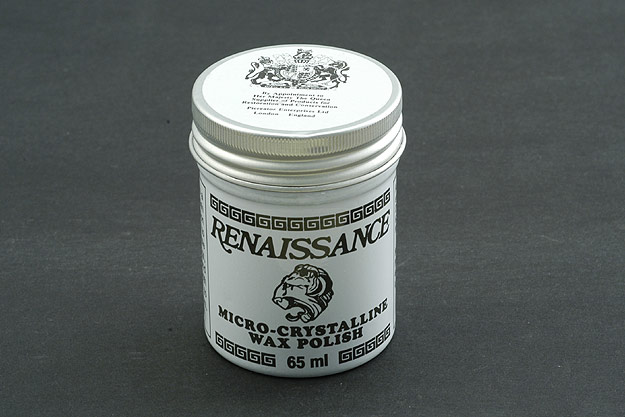 By Appointment to
Her Majesty The Queen
Supplier of Products for
Restoration and Conservation
Picreator Enterprises Ltd
London England
RENAISSANCE
MICRO-CRYSTALLINE
WAX POLISH
65 ml